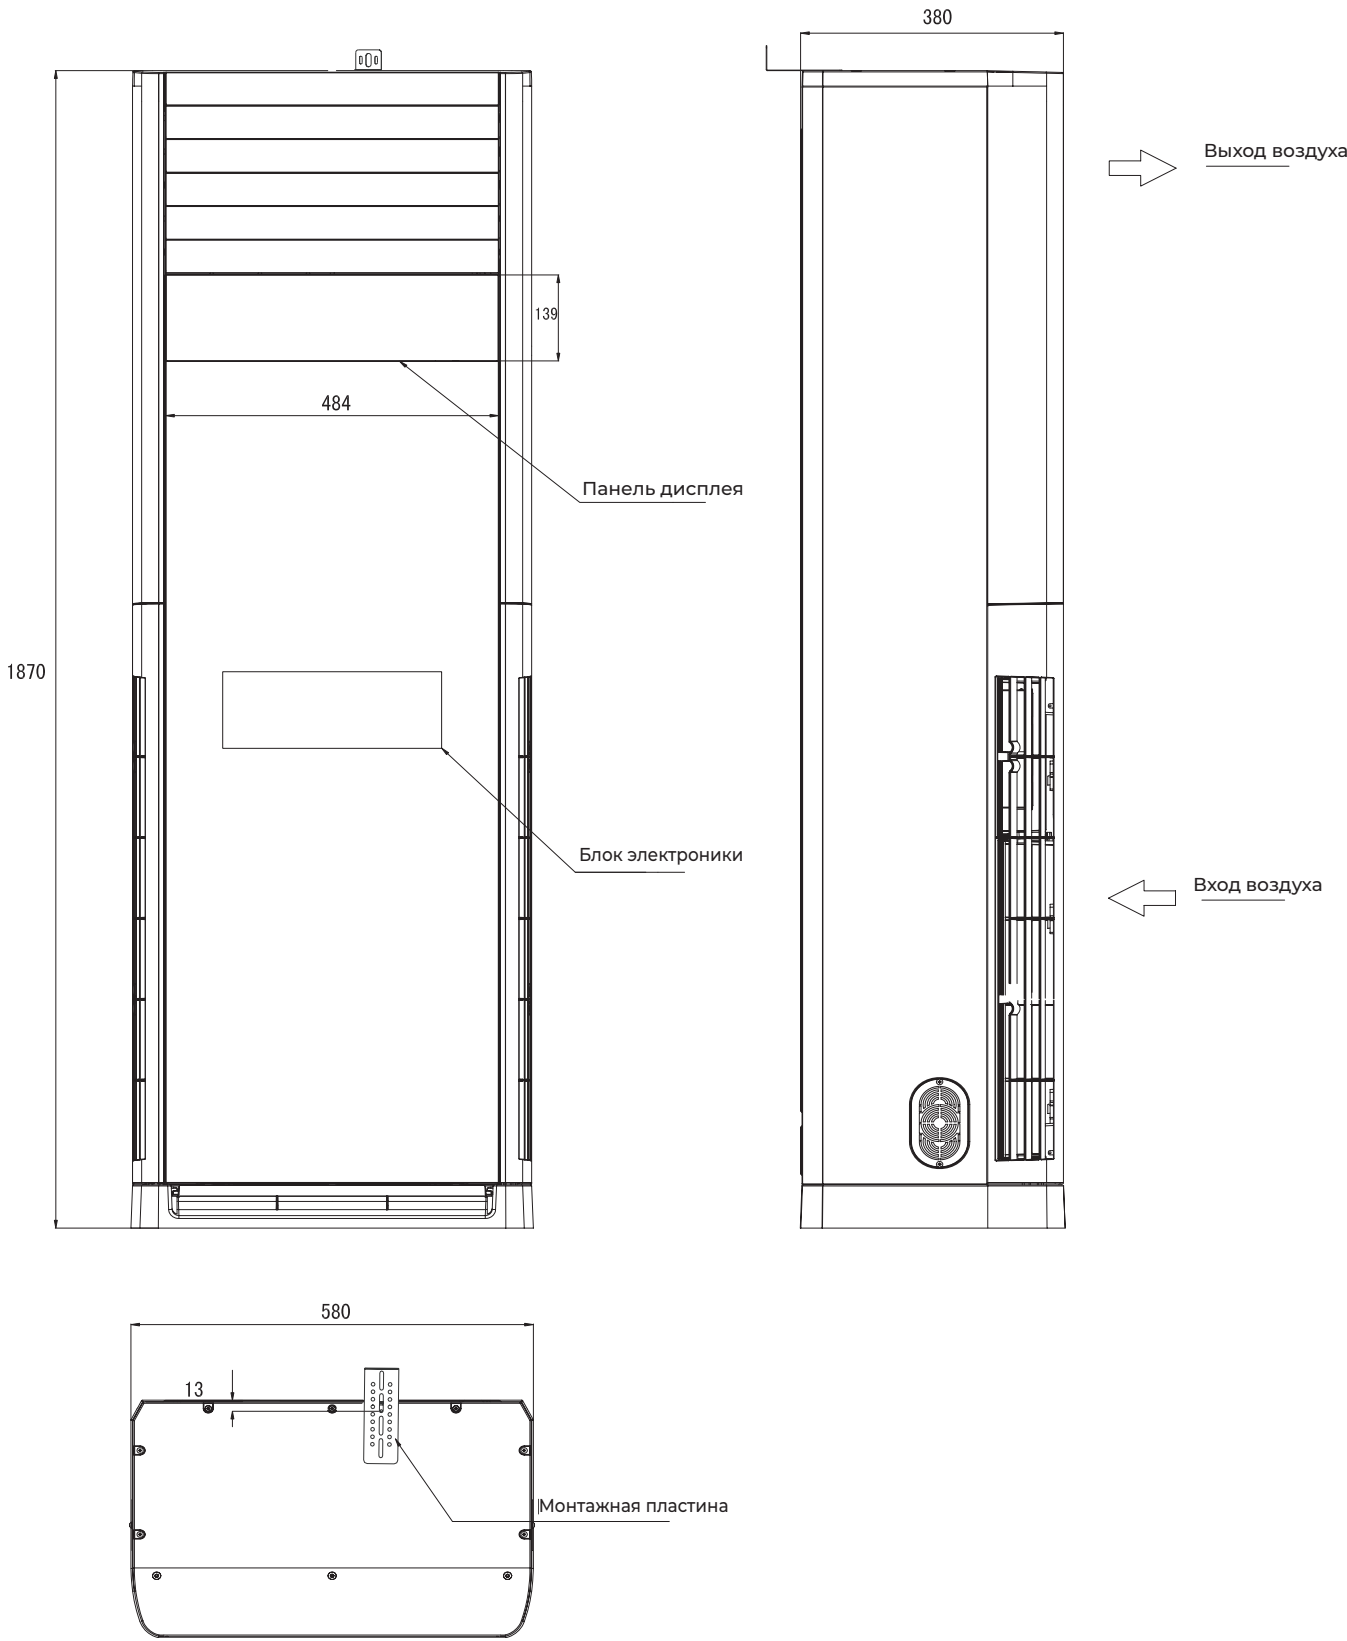 380
Выход воздуха
139
484
Панель дисплея
1870
Блок электроники
Вход воздуха
580
13
Монтажная пластина